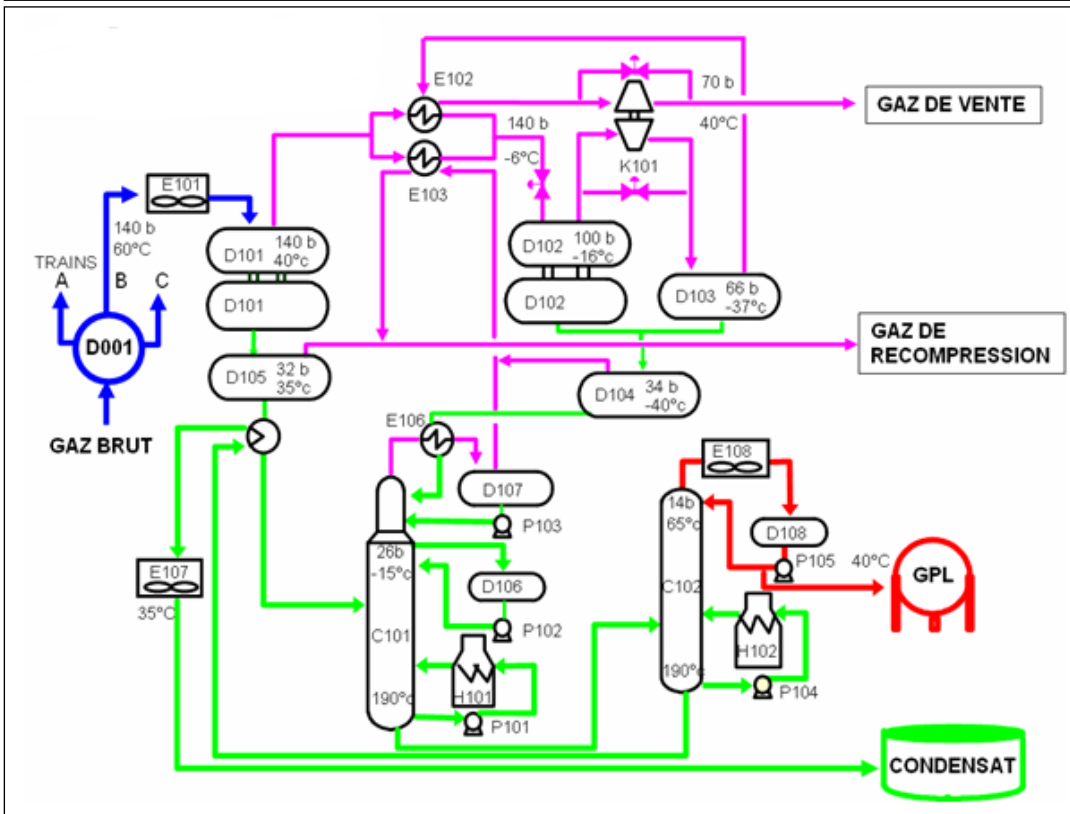 E102
70 b
GAZ DE VENTE
140 b
40°C
-6°C
K101
E101
E103
140 b
60°C
D101
140 b
40°c
D102
100 b
-16°c
TRAINS
A
B
C
D101
D102
D103
66 b
-37°c
D001
GAZ DE
RECOMPRESSION
D105
32 b
35°c
D104
34 b
-40°c
GAZ BRUT
E106
E108
D107
14b
65°c
P103
D108
26b
-15°c
P105
40°C
GPL
E107
D106
35°C
C102
P102
C101
H102
190°c
190°c
H101
P104
P101
CONDENSAT